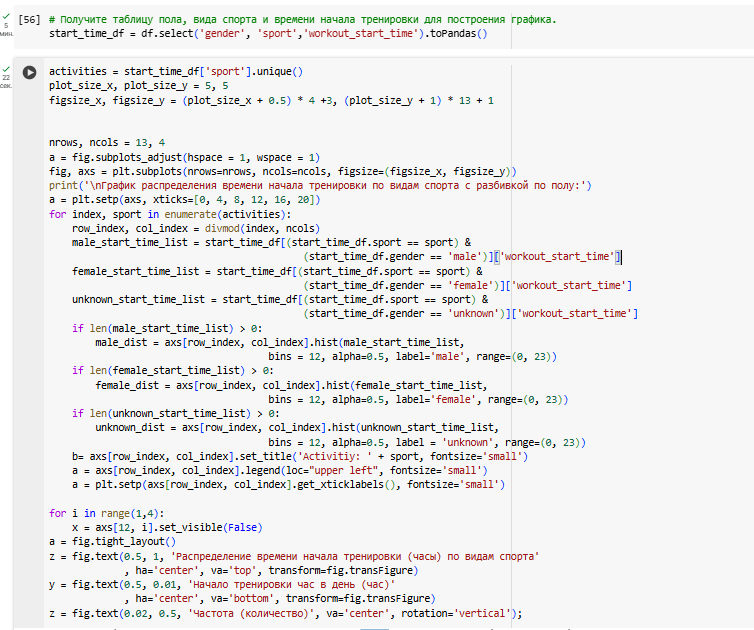 [56] # Получите таблицу пола, вида спорта и времени начала тренировки для построения графика.
5 start_time_df = df.select('gender', 'sport','workout_start_time').toPandas()
мин.
activities = start_time_df['sport'].unique()
22 plot_size_x, plot_size_y = 5, 5
сек. figsize_x, figsize_y = (plot_size_x + 0.5) * 4 +3, (plot_size_y + 1) * 13 + 1
nrows, ncols = 13, 4
a = fig.subplots_adjust(hspace = 1, wspace = 1)
fig, axs = plt.subplots(nrows=nrows, ncols=ncols, figsize=(figsize_x, figsize_y))
print('\nГрафик распределения времени начала тренировки по видам спорта с разбивкой по полу:')
a = plt.setp(axs, xticks=[0, 4, 8, 12, 16, 20])
for index, sport in enumerate(activities):
    row_index, col_index = divmod(index, ncols)
    male_start_time_list = start_time_df[(start_time_df.sport == sport) &
                                         (start_time_df.gender == 'male')]['workout_start_time']
    female_start_time_list = start_time_df[(start_time_df.sport == sport) &
                                         (start_time_df.gender == 'female')]['workout_start_time']
    unknown_start_time_list = start_time_df[(start_time_df.sport == sport) &
                                         (start_time_df.gender == 'unknown')]['workout_start_time']
    if len(male_start_time_list) > 0:
        male_dist = axs[row_index, col_index].hist(male_start_time_list,
                                   bins = 12, alpha=0.5, label='male', range=(0, 23))
    if len(female_start_time_list) > 0:
        female_dist = axs[row_index, col_index].hist(female_start_time_list,
                                   bins = 12, alpha=0.5, label='female', range=(0, 23))
    if len(unknown_start_time_list) > 0:
        unknown_dist = axs[row_index, col_index].hist(unknown_start_time_list,
                                   bins = 12, alpha=0.5, label = 'unknown', range=(0, 23))
    b= axs[row_index, col_index].set_title('Activitiy: ' + sport, fontsize='small')
    a = axs[row_index, col_index].legend(loc="upper left", fontsize='small')
    a = plt.setp(axs[row_index, col_index].get_xticklabels(), fontsize='small')
for i in range(1,4):
    x = axs[12, i].set_visible(False)
a = fig.tight_layout()
z = fig.text(0.5, 1, 'Распределение времени начала тренировки (часы) по видам спорта'
             , ha='center', va='top', transform=fig.transFigure)
y = fig.text(0.5, 0.01, 'Начало тренировки час в день (час)'
             , ha='center', va='bottom', transform=fig.transFigure)
z = fig.text(0.02, 0.5, 'Частота (количество)', va='center', rotation='vertical');